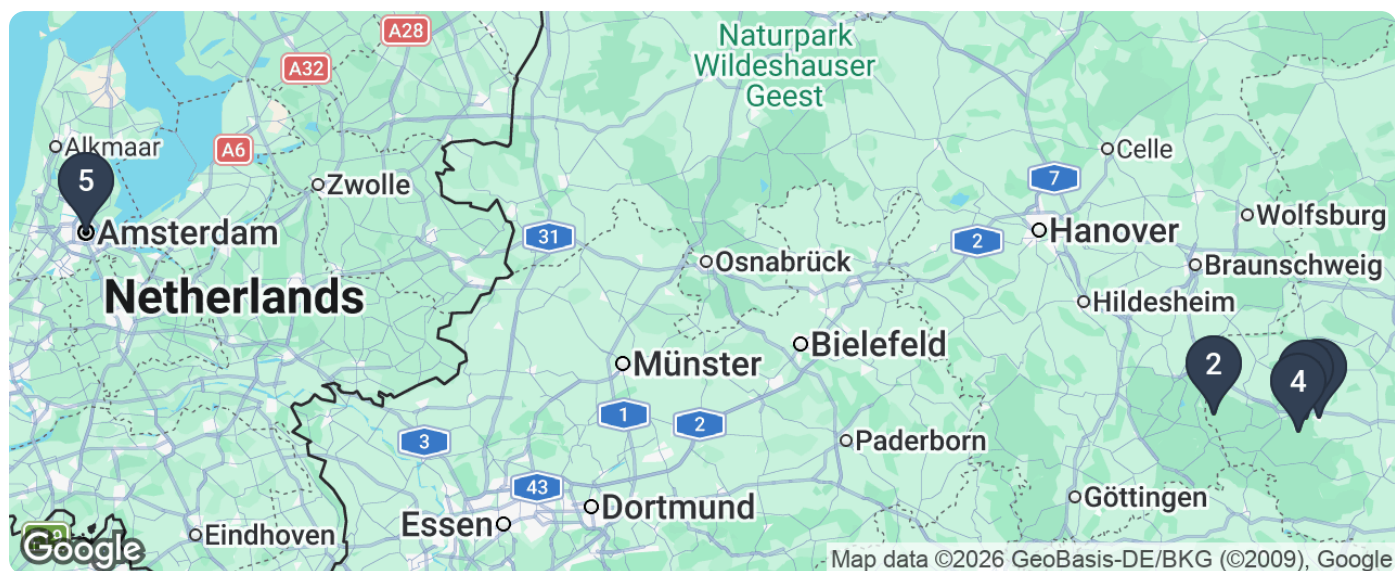 A28
Naturpark
Wildeshauser
Geest
A32
Alkmaar
A6
Celle
5
Zwolle
7
Wolfsburg
Amsterdam
31
2
Hanover
Osnabrück
Braunschweig
Netherlands
Hildesheim
Bielefeld
Münster
2
4
1
2
3
Paderborn
43
Göttingen
Dortmund
Essen
Eindhoven
Google
Map data ©2026 GeoBasis-DE/BKG (©2009), Google